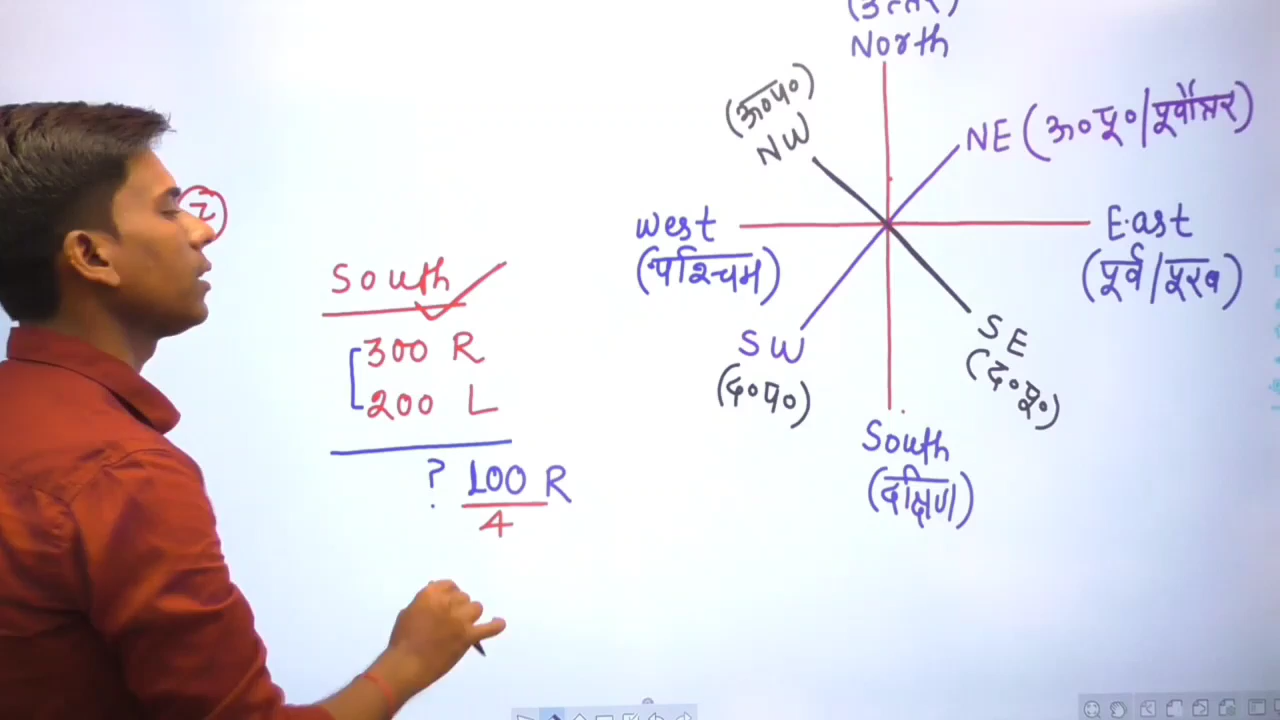 2
South
300 R
200 L
? 100 R
4
(उत्तर)
North
(उ०प०)
NW
NE (उ०पू०/पूर्वोत्तर)
West
(पश्चिम)
East
(पूर्व/पूरब)
SW
(द०प०)
SE
(द०पू०)
South
(दक्षिण)